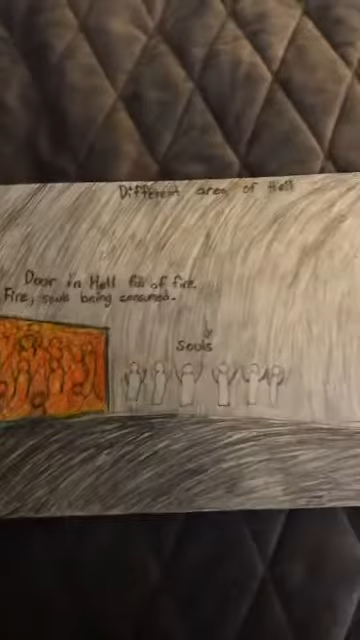 Different area of Hell
Door in Hell full of fire.
Fire, souls being consumed.
Souls